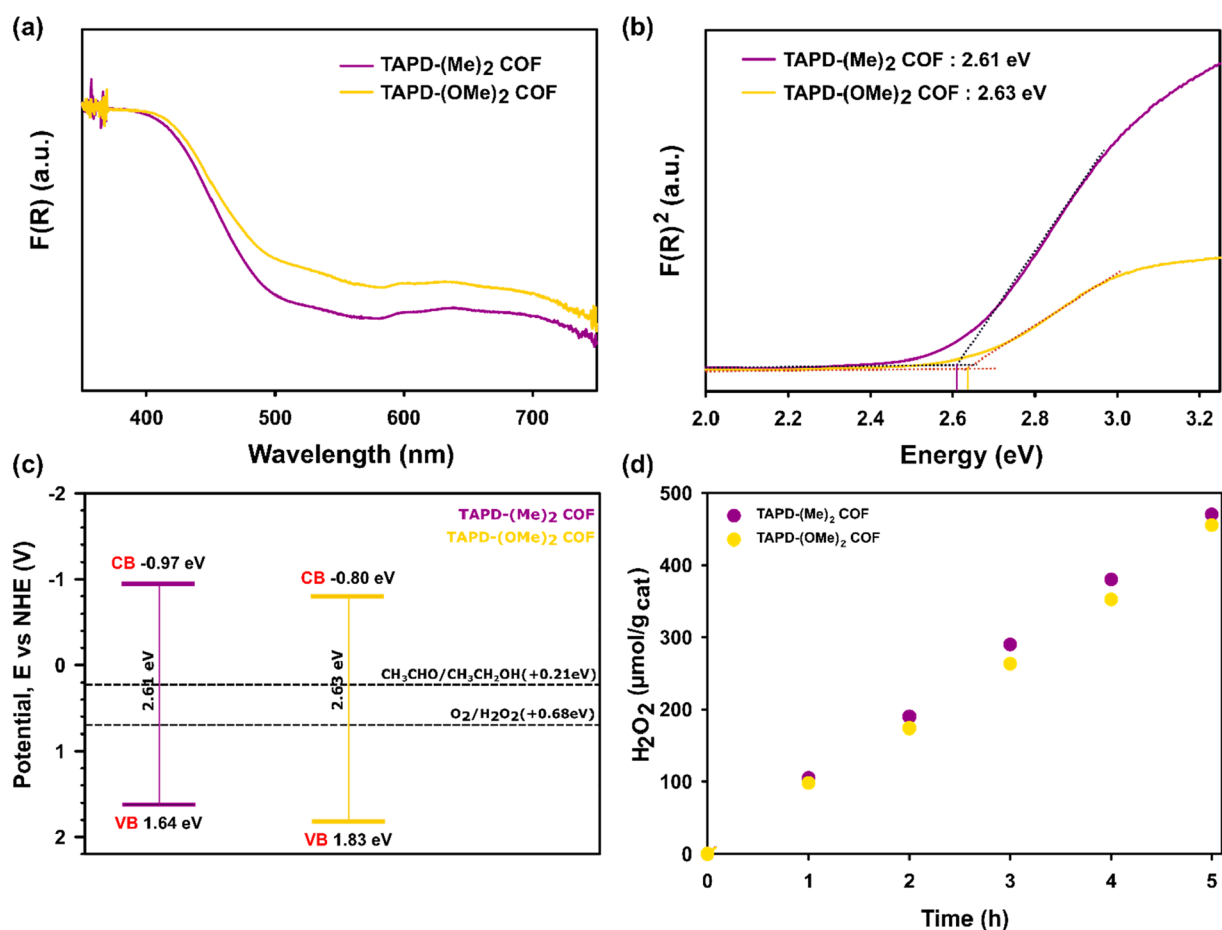 (a)
TAPD-(Me)₂ COF
TAPD-(OMe)₂ COF
F(R) (a.u.)
400 500 600 700
Wavelength (nm)
(b)
TAPD-(Me)₂ COF : 2.61 eV
TAPD-(OMe)₂ COF : 2.63 eV
F(R)² (a.u.)
2.0 2.2 2.4 2.6 2.8 3.0 3.2
Energy (eV)
(c)
TAPD-(Me)₂ COF
TAPD-(OMe)₂ COF
Potential, E vs NHE (V)
-2
-1
0
1
2
CB -0.97 eV
CB -0.80 eV
2.61 eV
2.63 eV
CH₃CHO/CH₃CH₂OH(+0.21eV)
O₂/H₂O₂(+0.68eV)
VB 1.64 eV
VB 1.83 eV
(d)
TAPD-(Me)₂ COF
TAPD-(OMe)₂ COF
H₂O₂ (μmol/g cat)
500
400
300
200
100
0
0 1 2 3 4 5
Time (h)